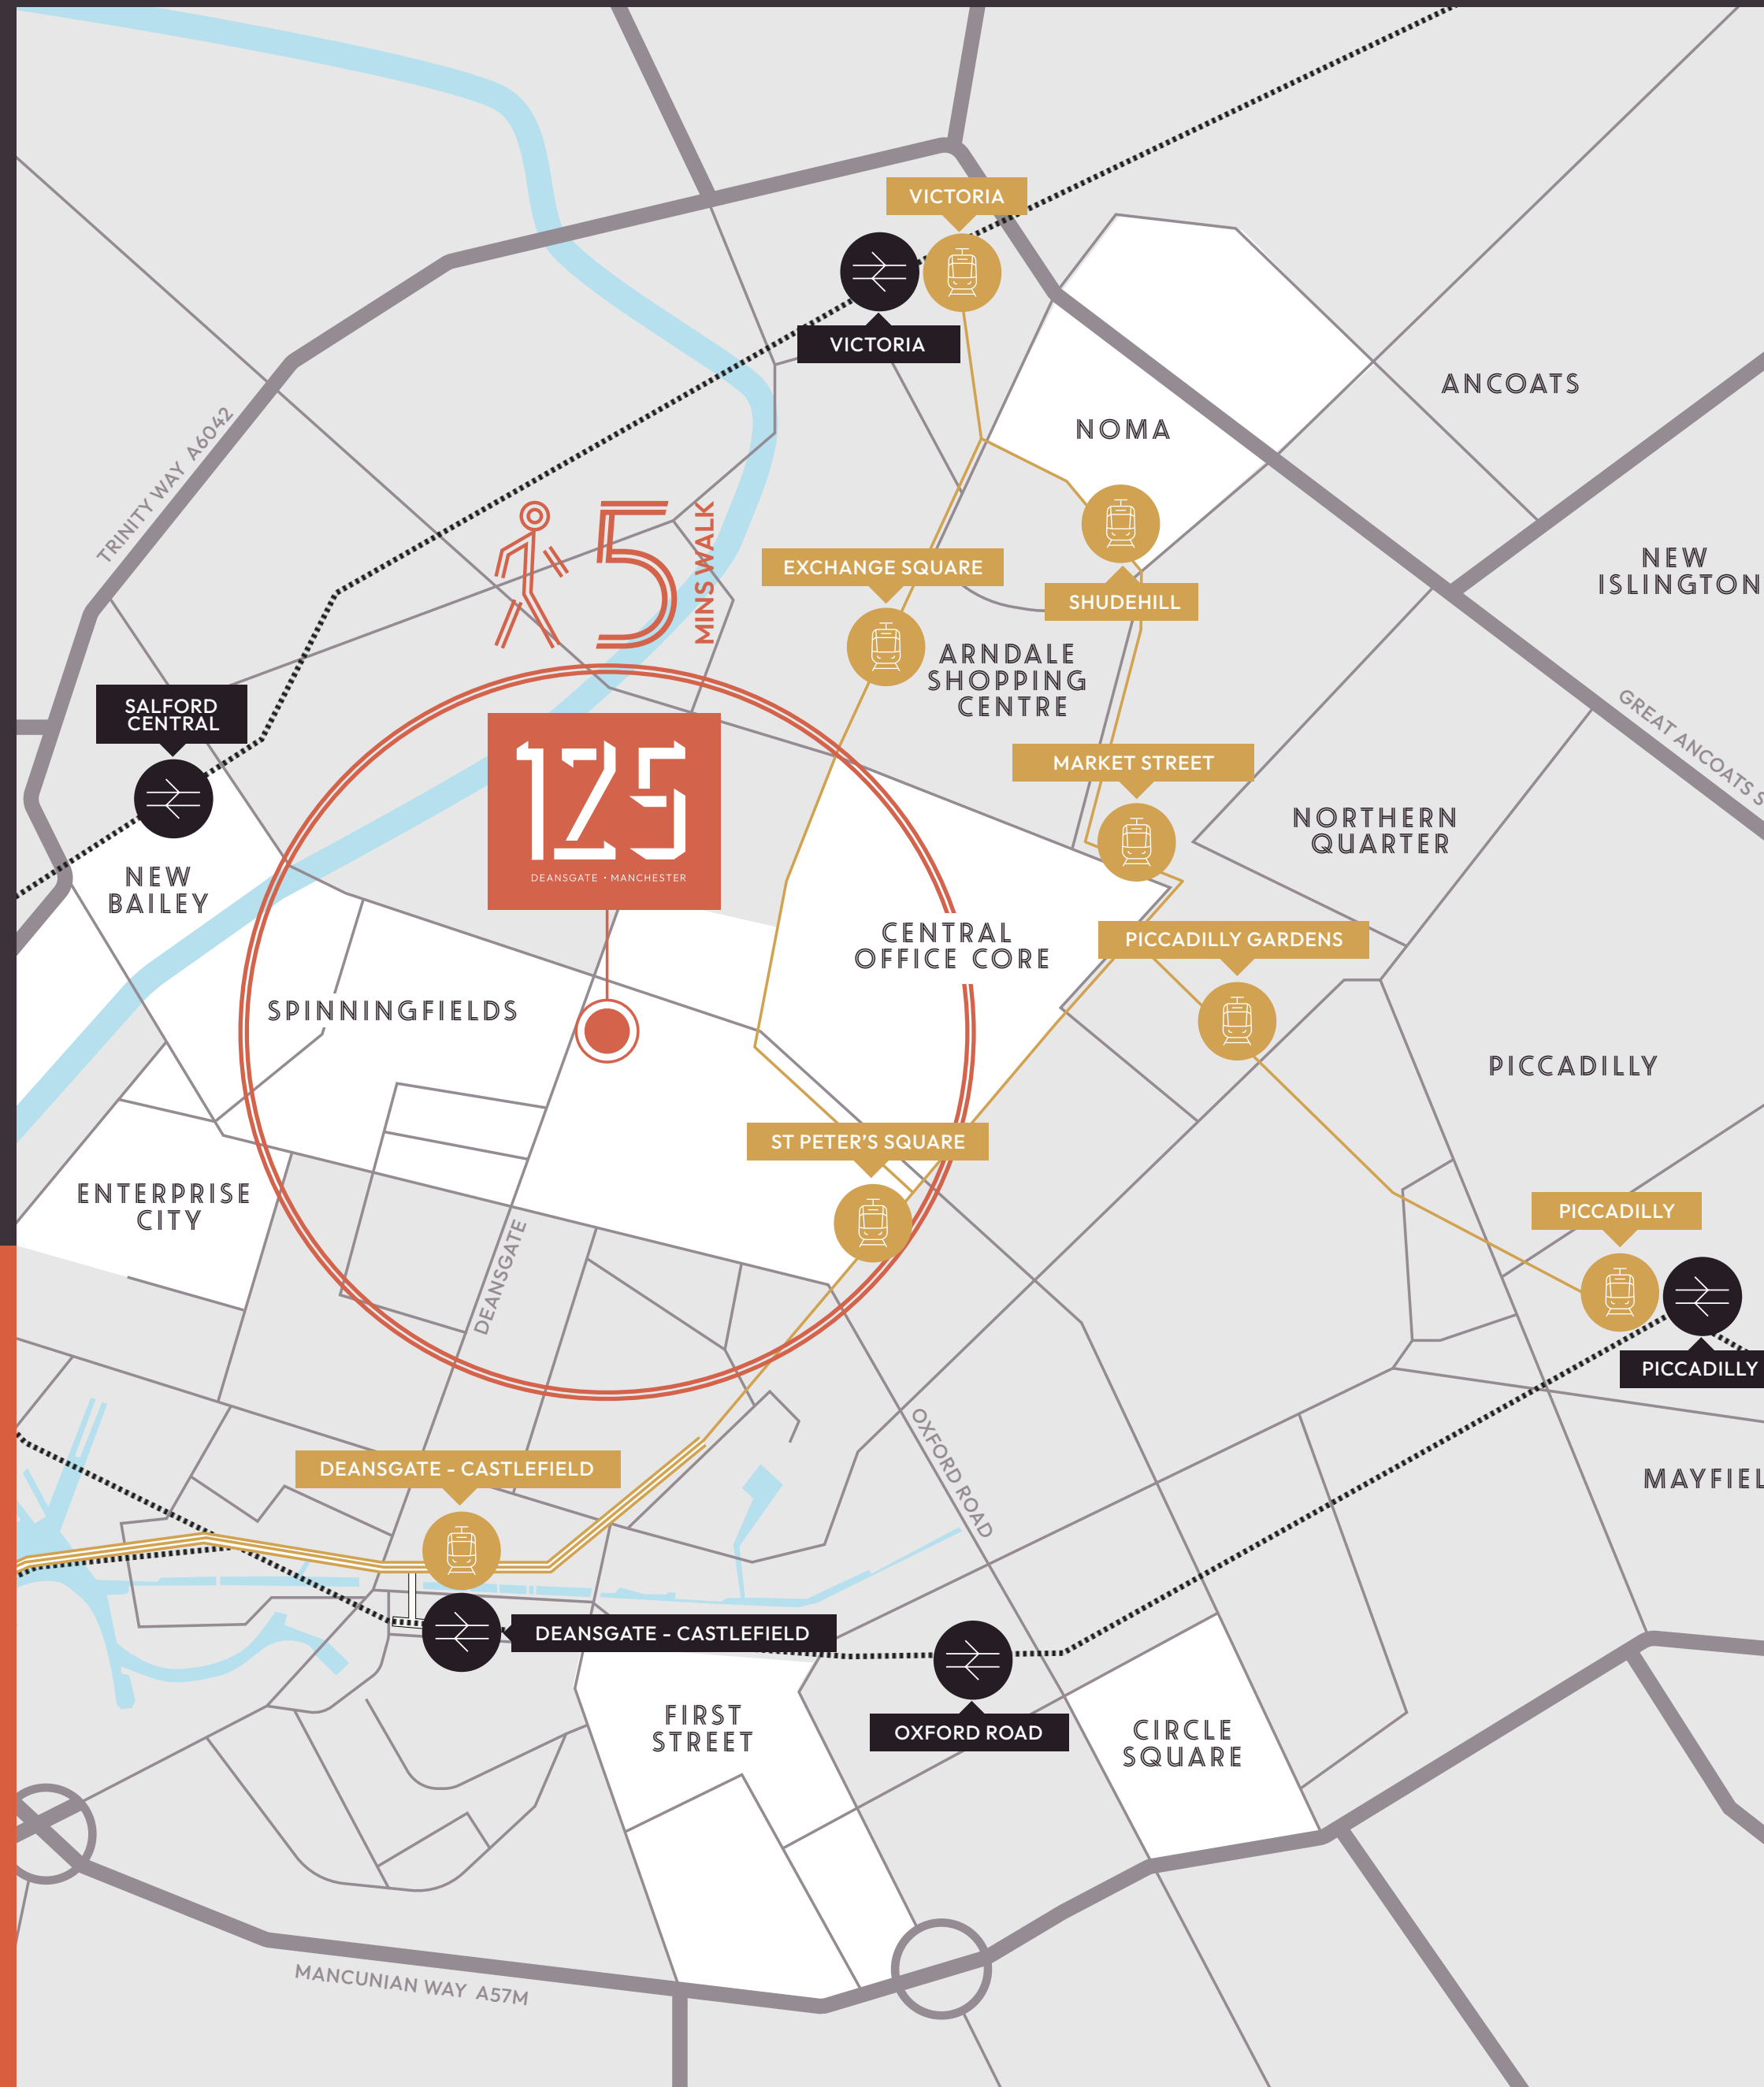 VICTORIA
VICTORIA
ANCOATS
NOMA
TRINITY WAY A6042
5
MINS WALK
EXCHANGE SQUARE
NEW
ISLINGTON
SHUDEHILL
ARNDALE
SHOPPING
CENTRE
SALFORD
CENTRAL
GREAT ANCOATS S
MARKET STREET
125
DEANSGATE • MANCHESTER
NORTHERN
QUARTER
NEW
BAILEY
CENTRAL
OFFICE CORE
PICCADILLY GARDENS
SPINNINGFIELDS
PICCADILLY
ST PETER'S SQUARE
ENTERPRISE
CITY
PICCADILLY
DEANSGATE
PICCADILLY
OXFORD ROAD
DEANSGATE - CASTLEFIELD
MAYFIEL
DEANSGATE - CASTLEFIELD
FIRST
STREET
OXFORD ROAD
CIRCLE
SQUARE
MANCUNIAN WAY A57M